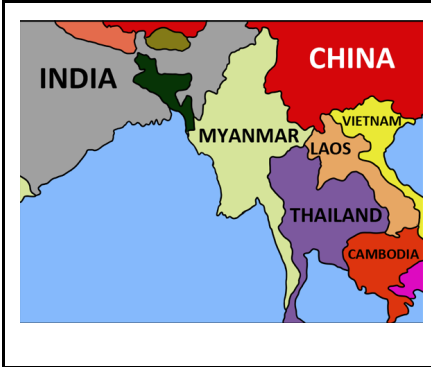 CHINA
INDIA
VIETNAM
MYANMAR
LAOS
THAILAND
CAMBODIA